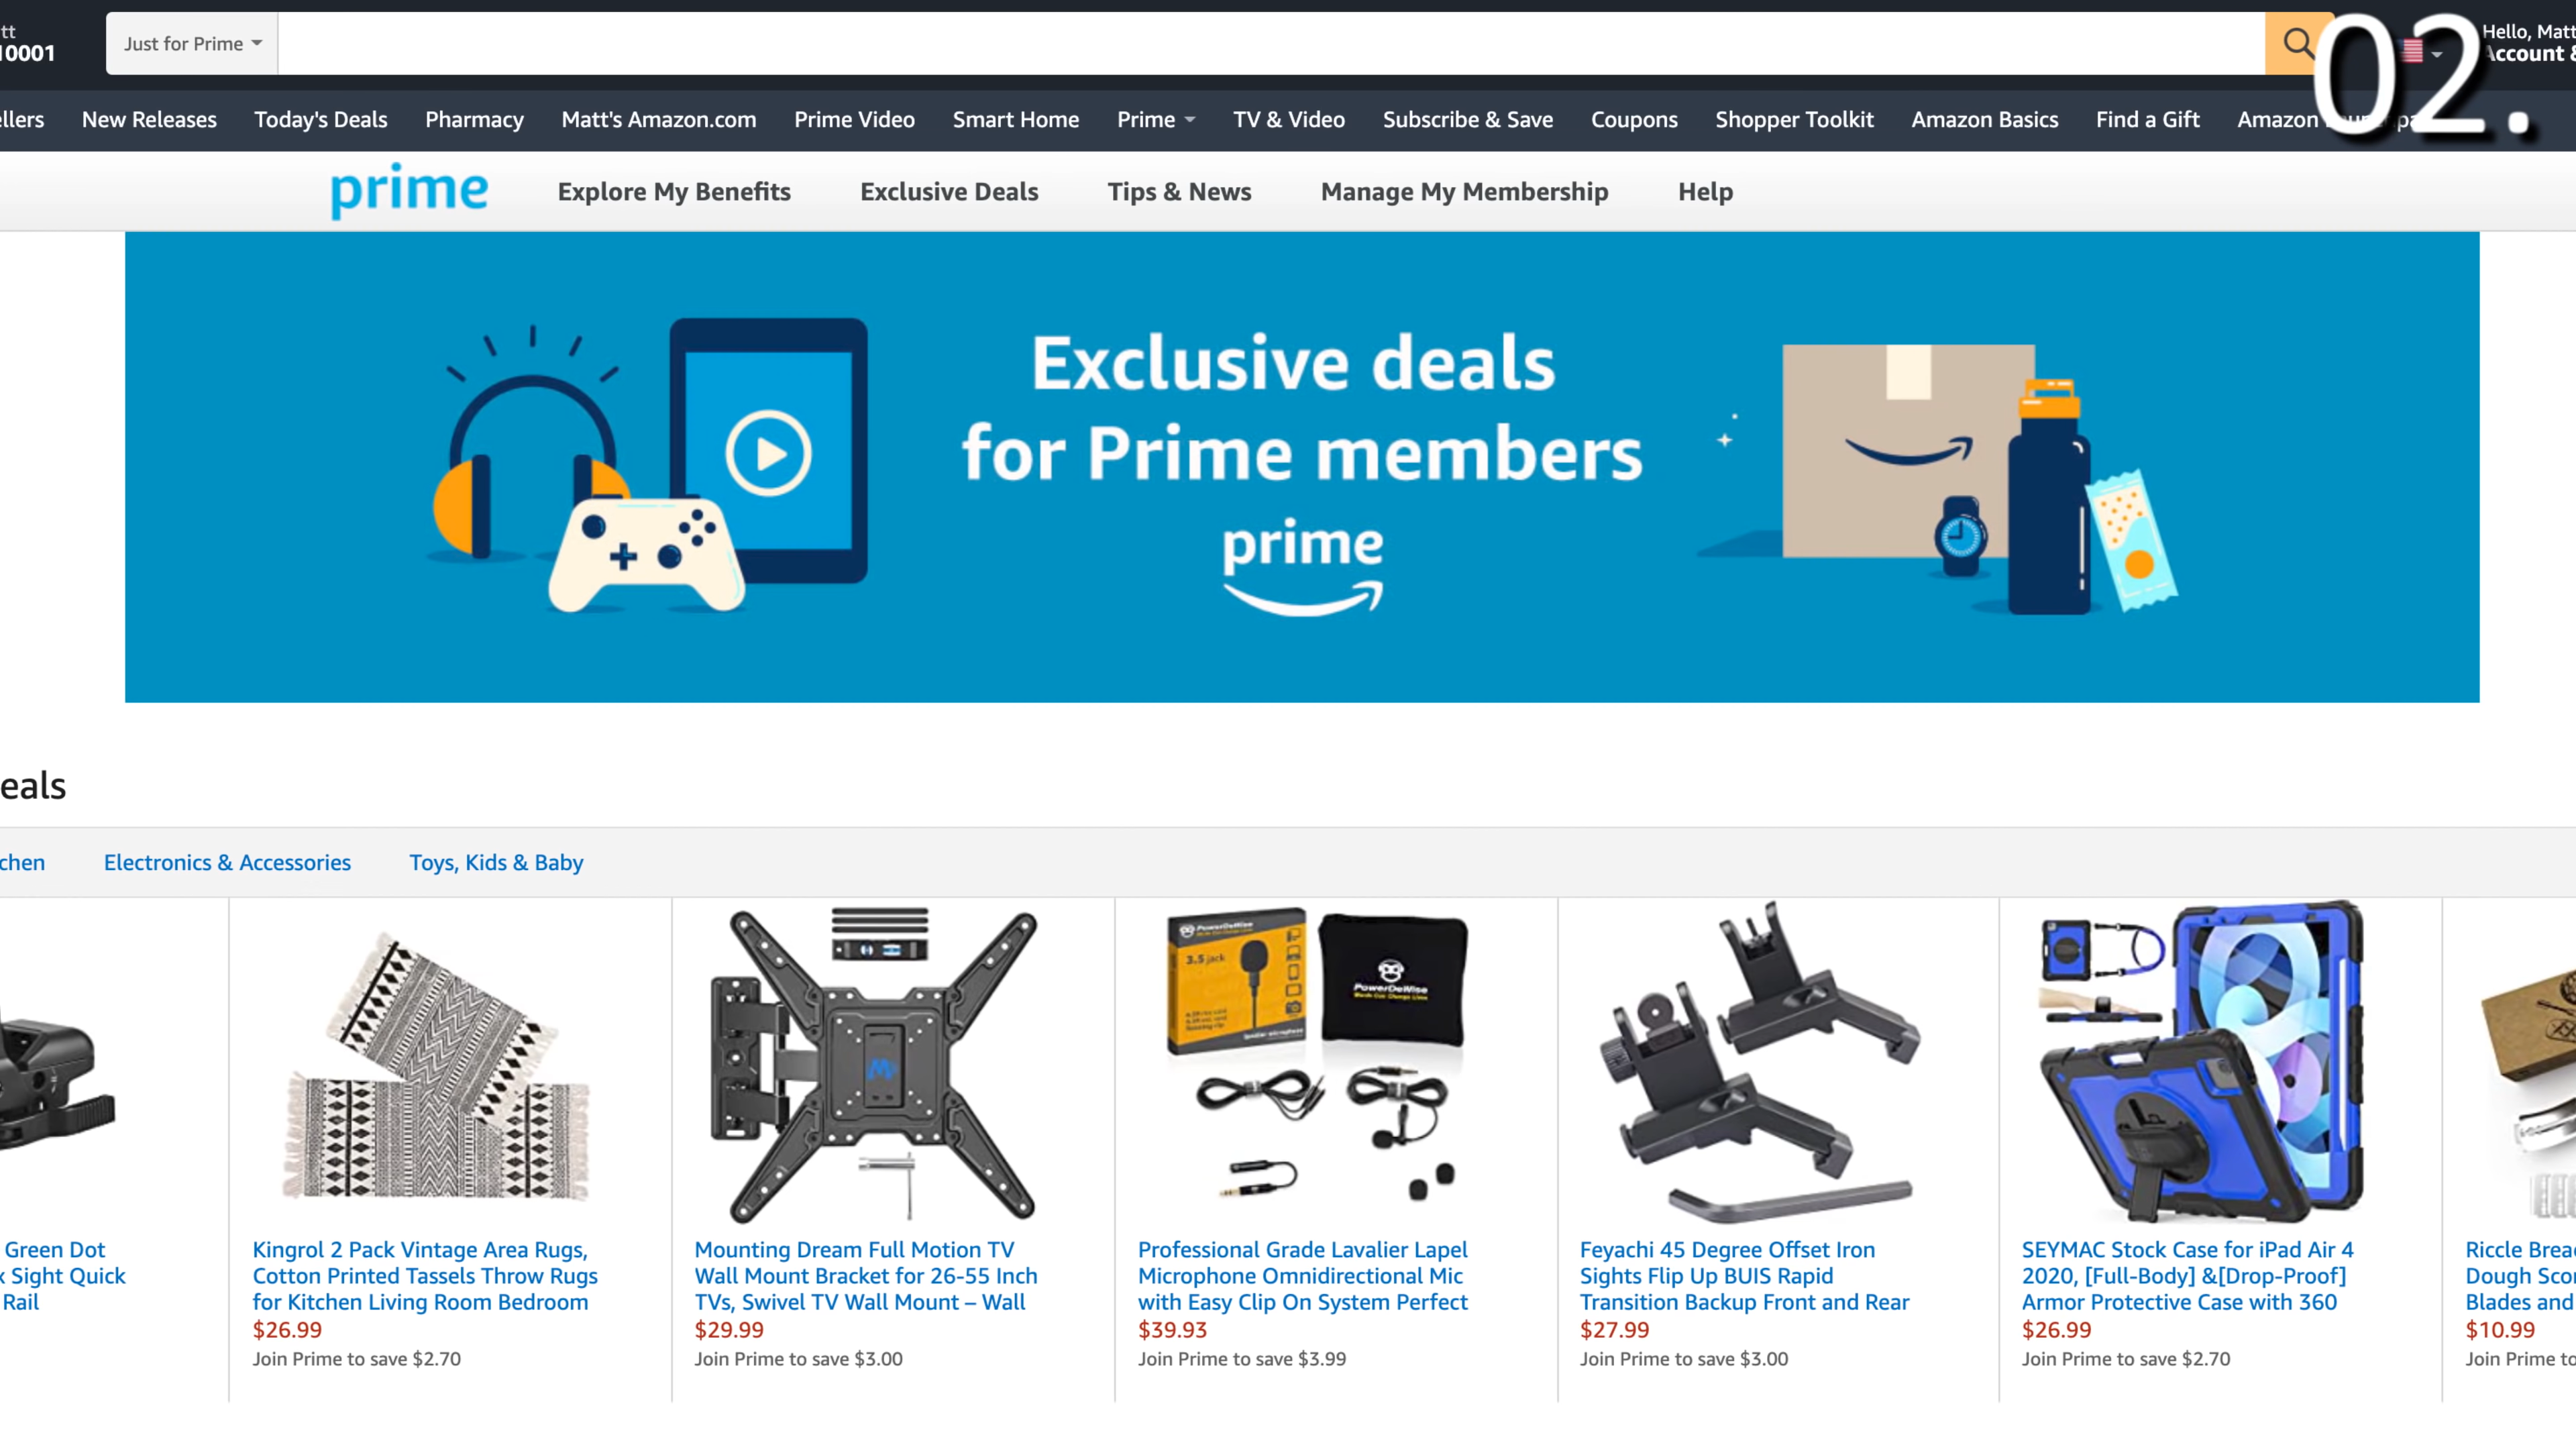 tt
10001
Just for Prime
02.
Hello, Matt
Account &
ellers New Releases Today's Deals Pharmacy Matt's Amazon.com Prime Video Smart Home Prime TV & Video Subscribe & Save Coupons Shopper Toolkit Amazon Basics Find a Gift Amazon
prime Explore My Benefits Exclusive Deals Tips & News Manage My Membership Help
Exclusive deals
for Prime members
prime
eals
chen Electronics & Accessories Toys, Kids & Baby
PowerDeWise
3.5 jack
PowerDeWise
Green Dot
x Sight Quick
Rail
Kingrol 2 Pack Vintage Area Rugs,
Cotton Printed Tassels Throw Rugs
for Kitchen Living Room Bedroom
$26.99
Join Prime to save $2.70
Mounting Dream Full Motion TV
Wall Mount Bracket for 26-55 Inch
TVs, Swivel TV Wall Mount – Wall
$29.99
Join Prime to save $3.00
Professional Grade Lavalier Lapel
Microphone Omnidirectional Mic
with Easy Clip On System Perfect
$39.93
Join Prime to save $3.99
Feyachi 45 Degree Offset Iron
Sights Flip Up BUIS Rapid
Transition Backup Front and Rear
$27.99
Join Prime to save $3.00
SEYMAC Stock Case for iPad Air 4
2020, [Full-Body] &[Drop-Proof]
Armor Protective Case with 360
$26.99
Join Prime to save $2.70
Riccle Brea
Dough Sco
Blades and
$10.99
Join Prime to